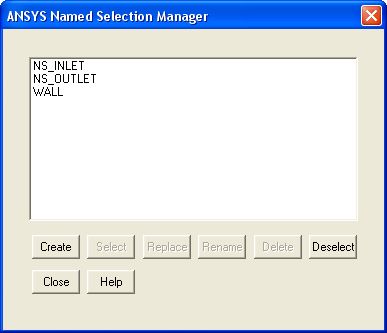 ANSYS Named Selection Manager
NS_INLET
NS_OUTLET
WALL
Create Select Replace Rename Delete Deselect
Close Help